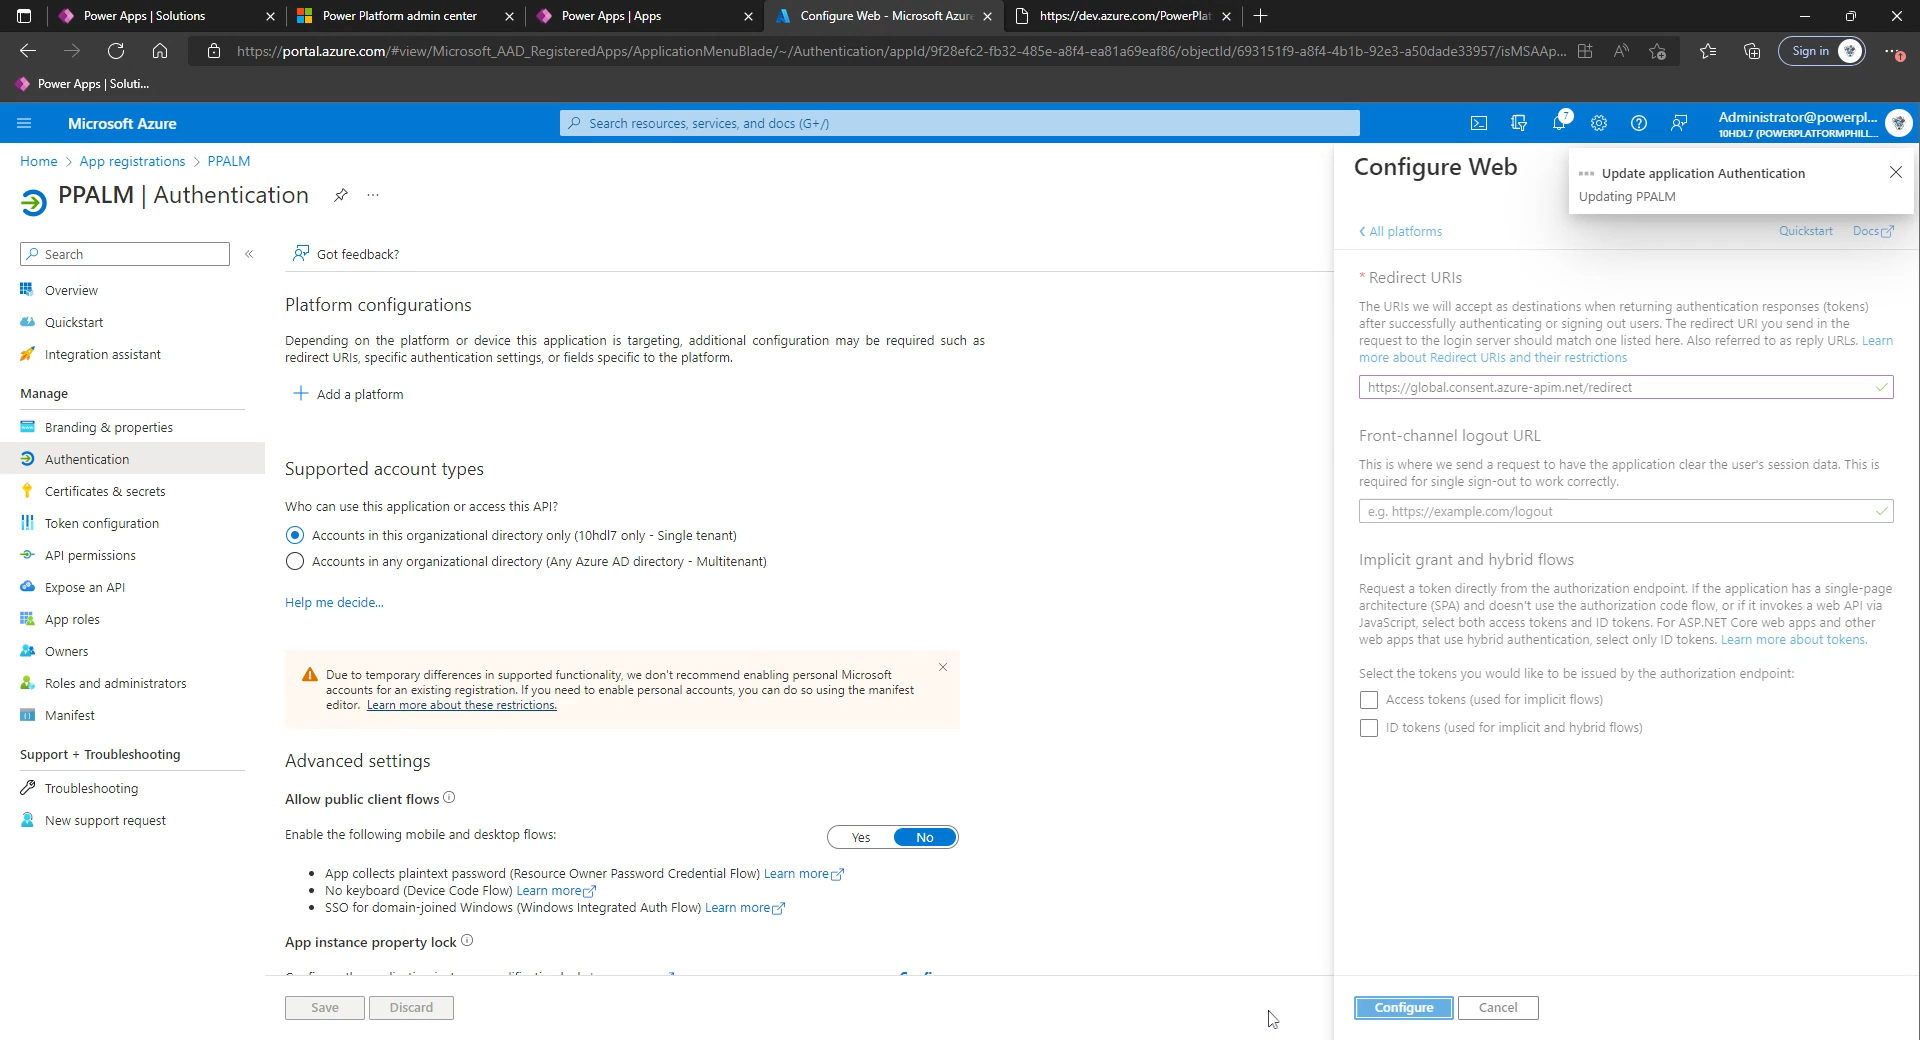 Power Apps | Solutions
Power Platform admin center
Power Apps | Apps
Configure Web - Microsoft Azure
https://dev.azure.com/PowerPlat
https://portal.azure.com/#view/Microsoft_AAD_RegisteredApps/ApplicationMenuBlade/~/Authentication/appId/9f28efc2-fb32-485e-a8f4-ea81a69eaf86/objectId/693151f9-a8f4-4b1b-92e3-a50dade33957/isMSAAp...
Sign in
Power Apps | Soluti...
Microsoft Azure
Search resources, services, and docs (G+/)
7
Administrator@powerpl...
10HDL7 (POWERPLATFORMPHILL...
Home > App registrations > PPALM
PPALM | Authentication
Search
Overview
Quickstart
Integration assistant
Manage
Branding & properties
Authentication
Certificates & secrets
Token configuration
API permissions
Expose an API
App roles
Owners
Roles and administrators
Manifest
Support + Troubleshooting
Troubleshooting
New support request
Got feedback?
Platform configurations
Depending on the platform or device this application is targeting, additional configuration may be required such as
redirect URIs, specific authentication settings, or fields specific to the platform.
Add a platform
Supported account types
Who can use this application or access this API?
Accounts in this organizational directory only (10hdl7 only - Single tenant)
Accounts in any organizational directory (Any Azure AD directory - Multitenant)
Help me decide...
Due to temporary differences in supported functionality, we don't recommend enabling personal Microsoft
accounts for an existing registration. If you need to enable personal accounts, you can do so using the manifest
editor. Learn more about these restrictions.
Advanced settings
Allow public client flows
Enable the following mobile and desktop flows:
Yes No
• App collects plaintext password (Resource Owner Password Credential Flow) Learn more
• No keyboard (Device Code Flow) Learn more
• SSO for domain-joined Windows (Windows Integrated Auth Flow) Learn more
App instance property lock
Save Discard
Configure Web
Update application Authentication
Updating PPALM
All platforms
Quickstart Docs
* Redirect URIs
The URIs we will accept as destinations when returning authentication responses (tokens)
after successfully authenticating or signing out users. The redirect URI you send in the
request to the login server should match one listed here. Also referred to as reply URLs. Learn
more about Redirect URIs and their restrictions
https://global.consent.azure-apim.net/redirect
Front-channel logout URL
This is where we send a request to have the application clear the user's session data. This is
required for single sign-out to work correctly.
e.g. https://example.com/logout
Implicit grant and hybrid flows
Request a token directly from the authorization endpoint. If the application has a single-page
architecture (SPA) and doesn't use the authorization code flow, or if it invokes a web API via
JavaScript, select both access tokens and ID tokens. For ASP.NET Core web apps and other
web apps that use hybrid authentication, select only ID tokens. Learn more about tokens.
Select the tokens you would like to be issued by the authorization endpoint:
Access tokens (used for implicit flows)
ID tokens (used for implicit and hybrid flows)
Configure Cancel